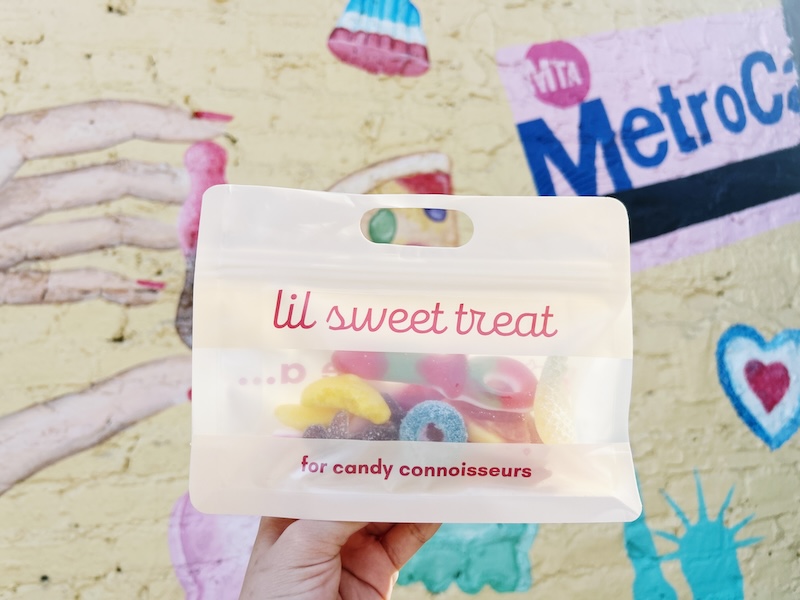 MTA
MetroCa
lil sweet treat
e a...
for candy connoisseurs